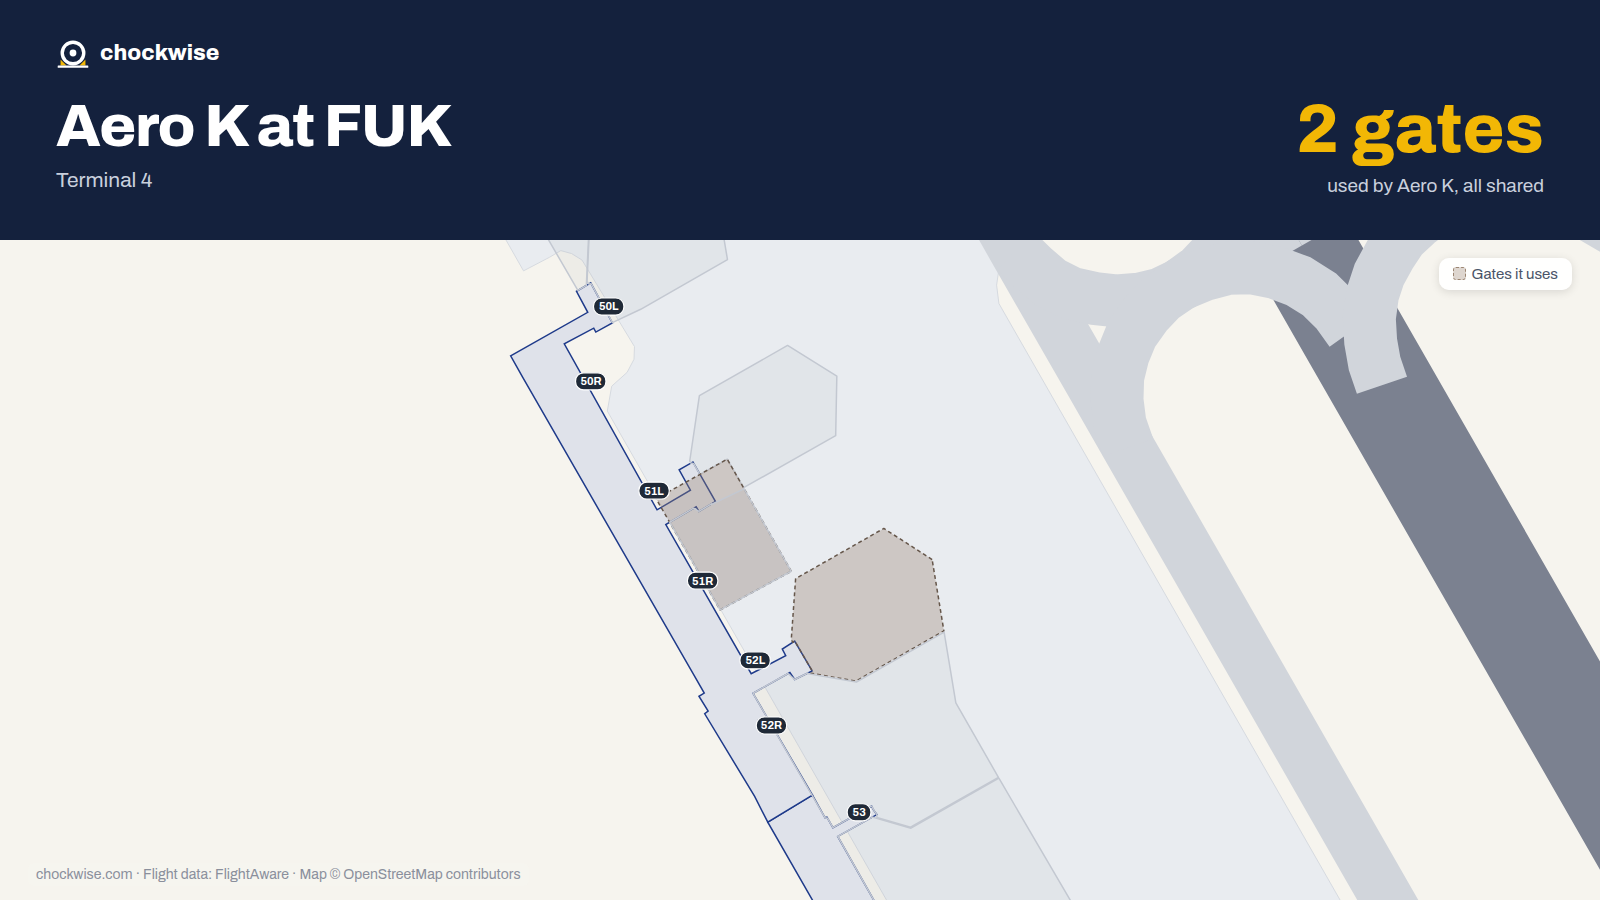 chockwise
Aero K at FUK
Terminal 4
2 gates
used by Aero K, all shared
Gates it uses
50L
50R
51L
51R
52L
52R
53
chockwise.com · Flight data: FlightAware · Map © OpenStreetMap contributors